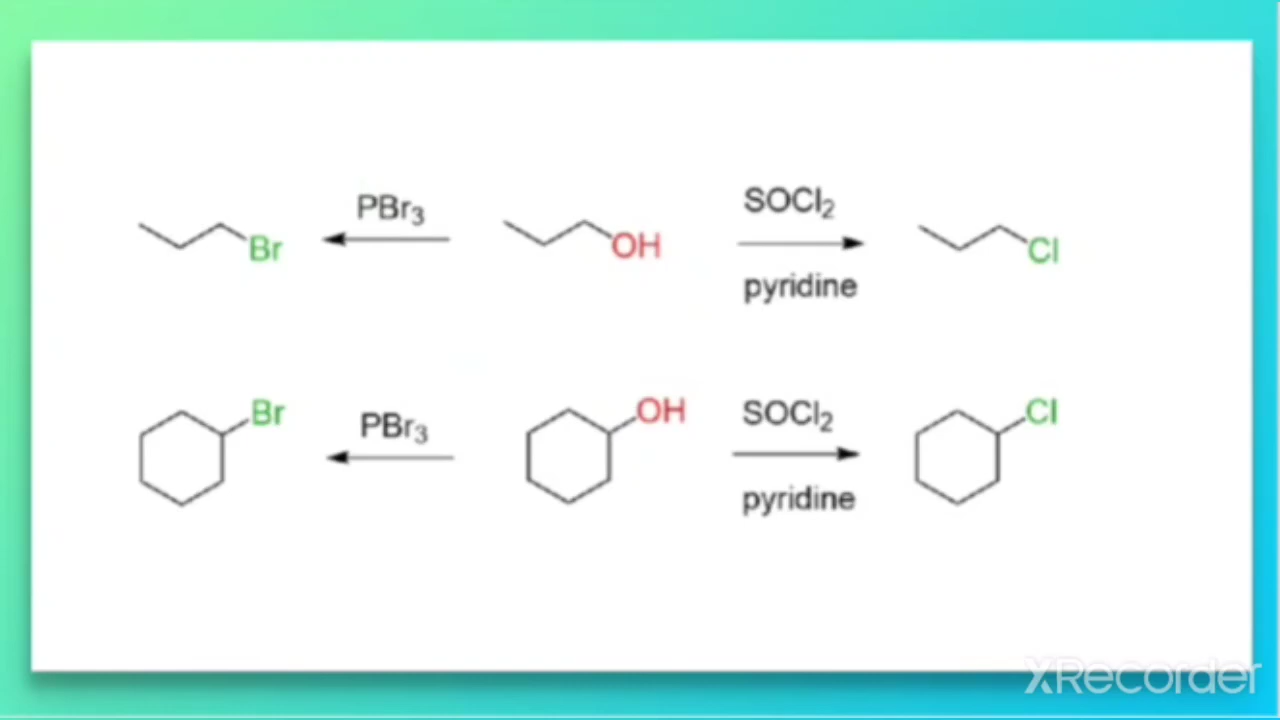 PBr₃
SOCl₂
Br
OH
pyridine
Cl
Br
PBr₃
OH
SOCl₂
pyridine
Cl
XRecorder